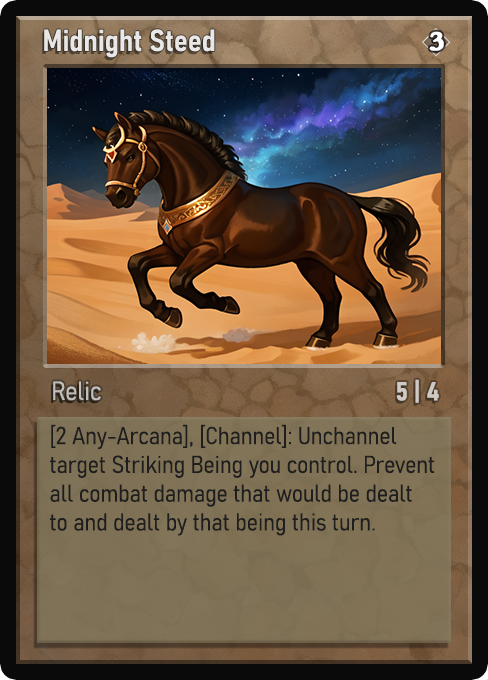 Midnight Steed 3
Relic 5 | 4
[2 Any-Arcana], [Channel]: Unchannel
target Striking Being you control. Prevent
all combat damage that would be dealt
to and dealt by that being this turn.